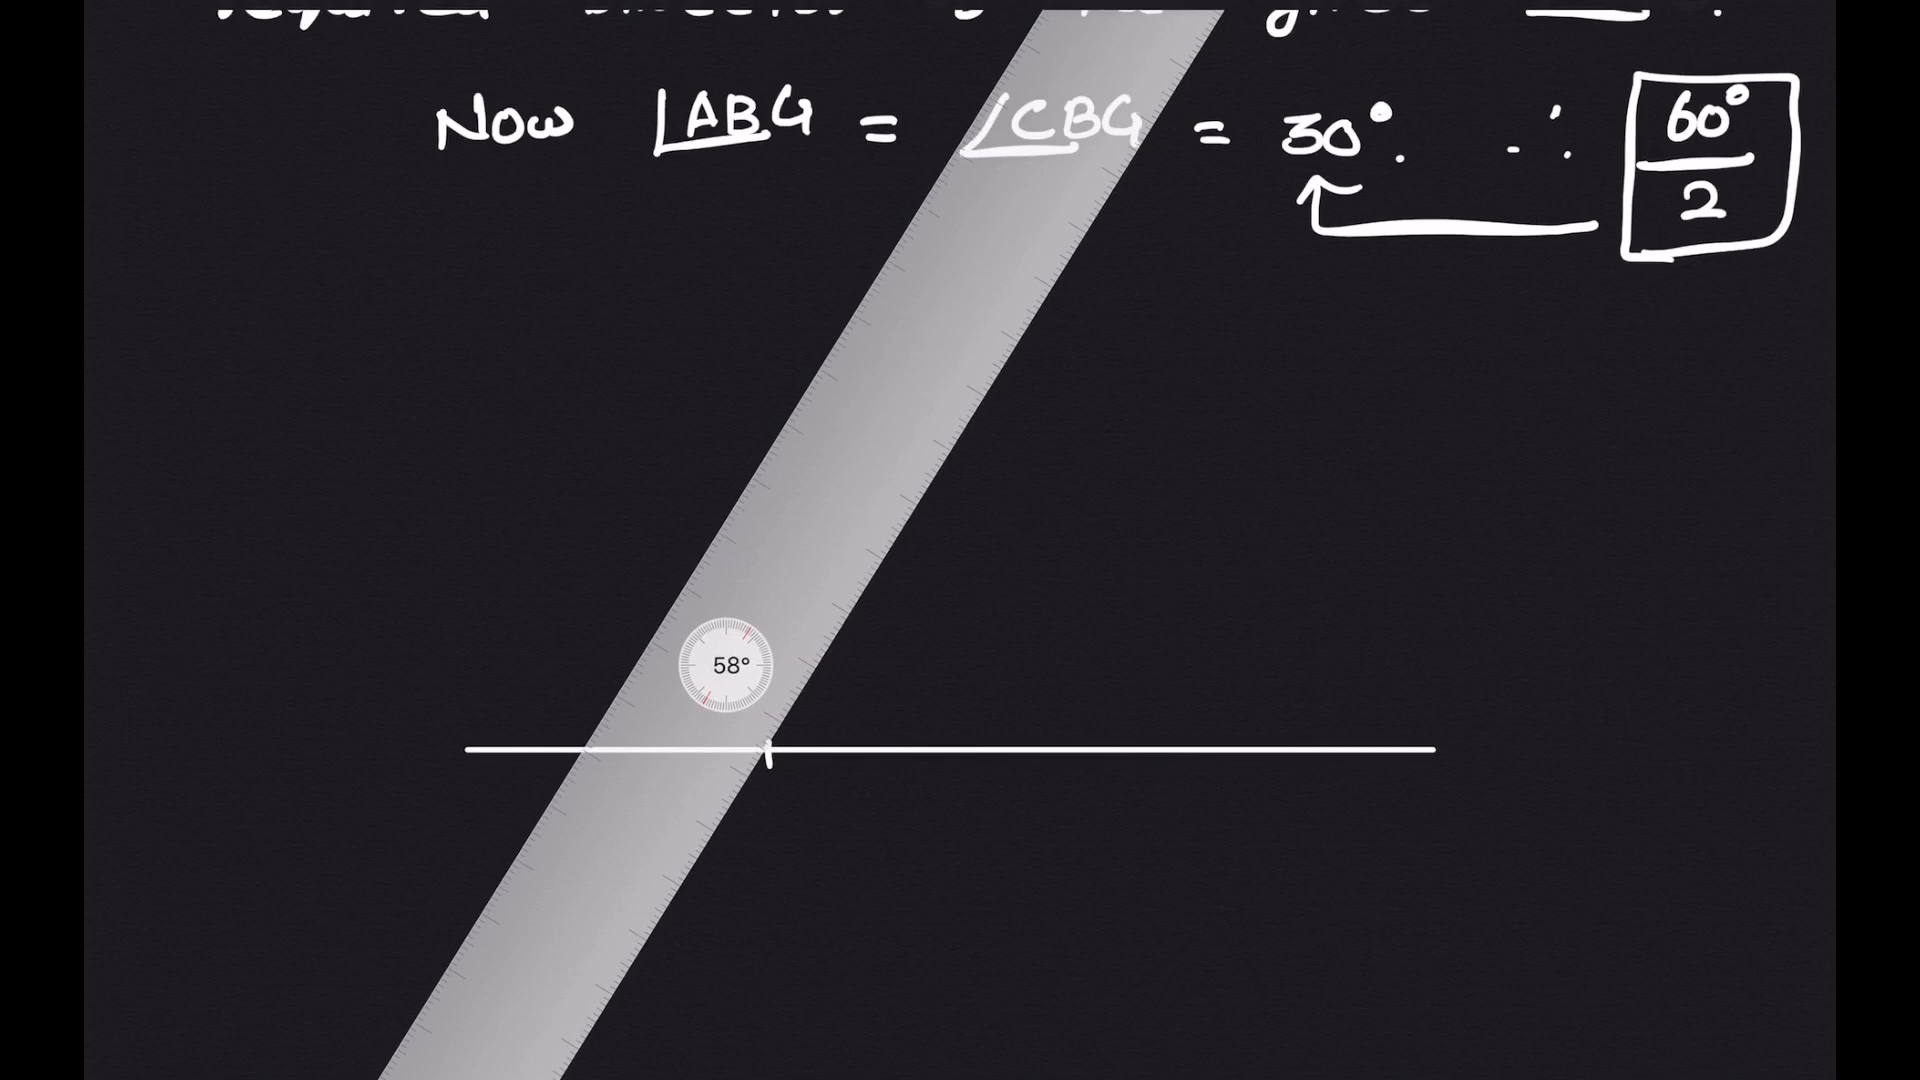 Now ∠ABG = ∠CBG = 30°. -∵ 60°/2
58°